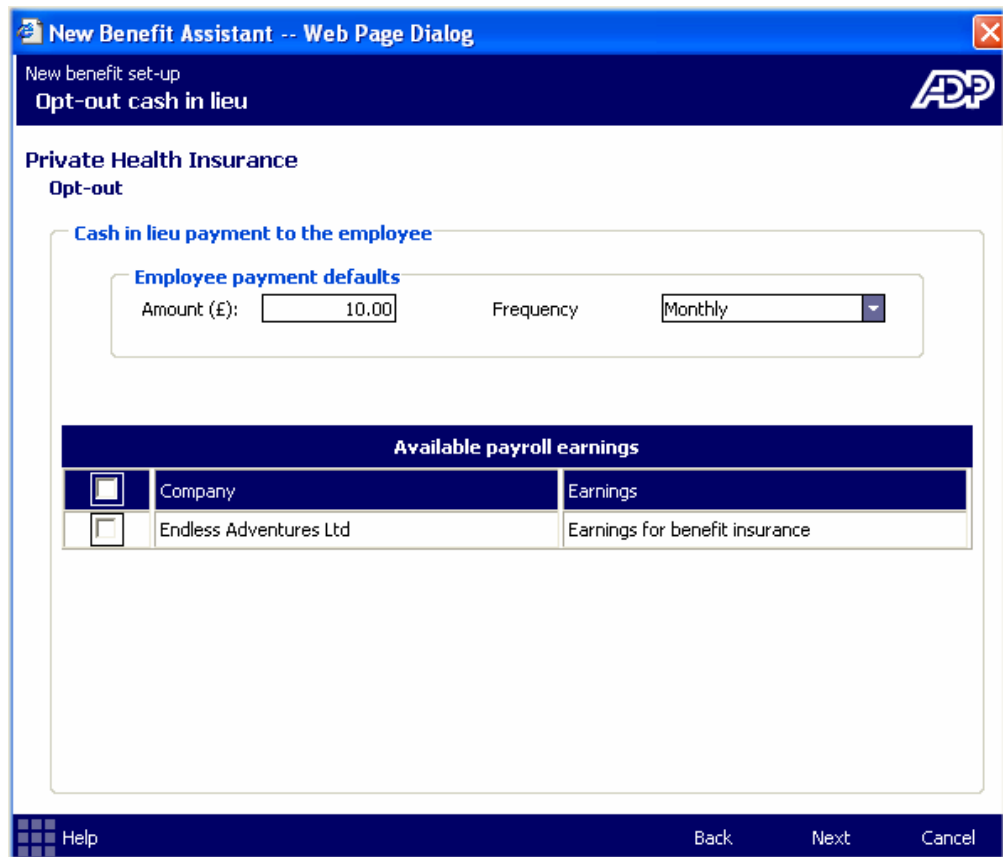 New Benefit Assistant -- Web Page Dialog
New benefit set-up
Opt-out cash in lieu
ADP
Private Health Insurance
Opt-out
Cash in lieu payment to the employee
Employee payment defaults
Amount (£): 10.00 Frequency Monthly
Available payroll earnings
Company Earnings
Endless Adventures Ltd Earnings for benefit insurance
Help Back Next Cancel